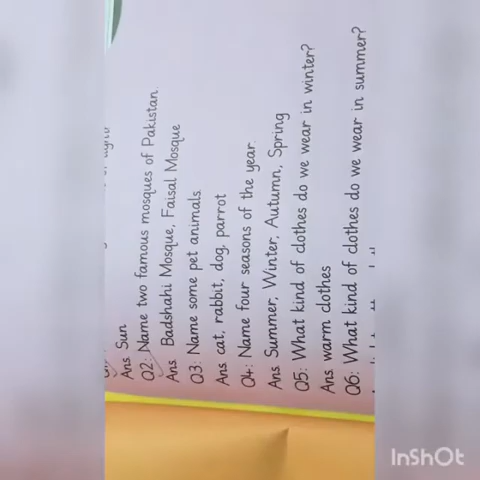 Ans Sun
Q2: Name two famous mosques of Pakistan.
Ans Badshahi Mosque, Faisal Mosque
Q3: Name some pet animals.
Ans cat, rabbit, dog, parrot
Q4: Name four seasons of the year.
Ans Summer, Winter, Autumn, Spring
Q5: What kind of clothes do we wear in winter?
Ans warm clothes
Q6: What kind of clothes do we wear in summer?
InShOt